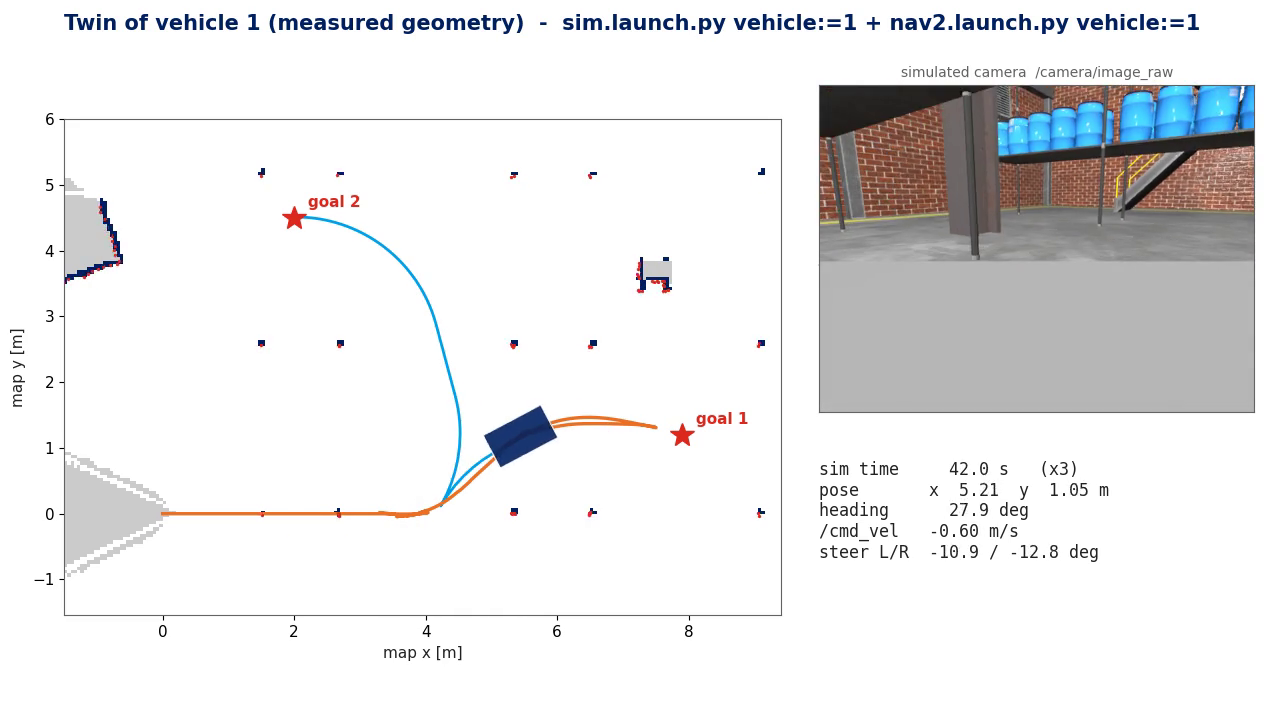 Twin of vehicle 1 (measured geometry)  -  sim.launch.py vehicle:=1 + nav2.launch.py vehicle:=1
simulated camera  /camera/image_raw
6
5
4
3
2
1
0
−1
map y [m]
goal 2
goal 1
0
2
4
6
8
map x [m]
sim time     42.0 s   (x3)
pose       x  5.21  y  1.05 m
heading      27.9 deg
/cmd_vel   -0.60 m/s
steer L/R  -10.9 / -12.8 deg